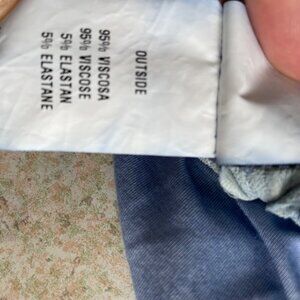 OUTSIDE
95% VISCOSA
95% VISCOSE
5% ELASTAN
5% ELASTANE